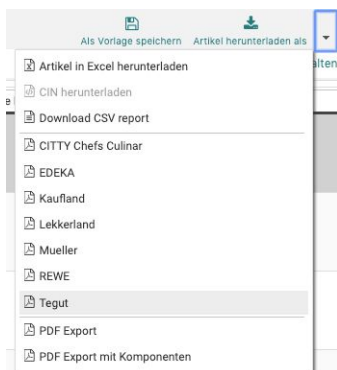 Als Vorlage speichern Artikel herunterladen als
alten
Artikel in Excel herunterladen
CIN herunterladen
e
Download CSV report
CITTY Chefs Culinar
EDEKA
Kaufland
Lekkerland
Mueller
REWE
Tegut
PDF Export
PDF Export mit Komponenten